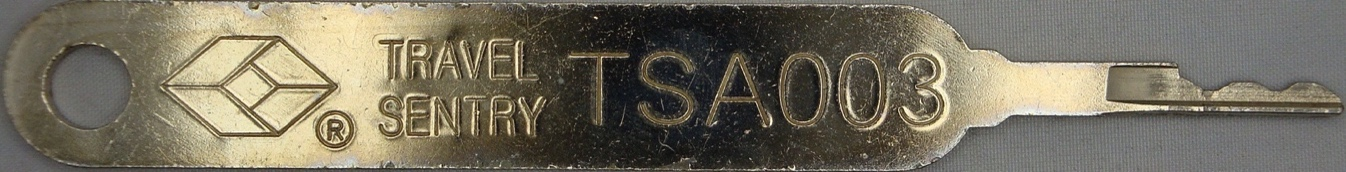 ®
TRAVEL
SENTRY
TSA003